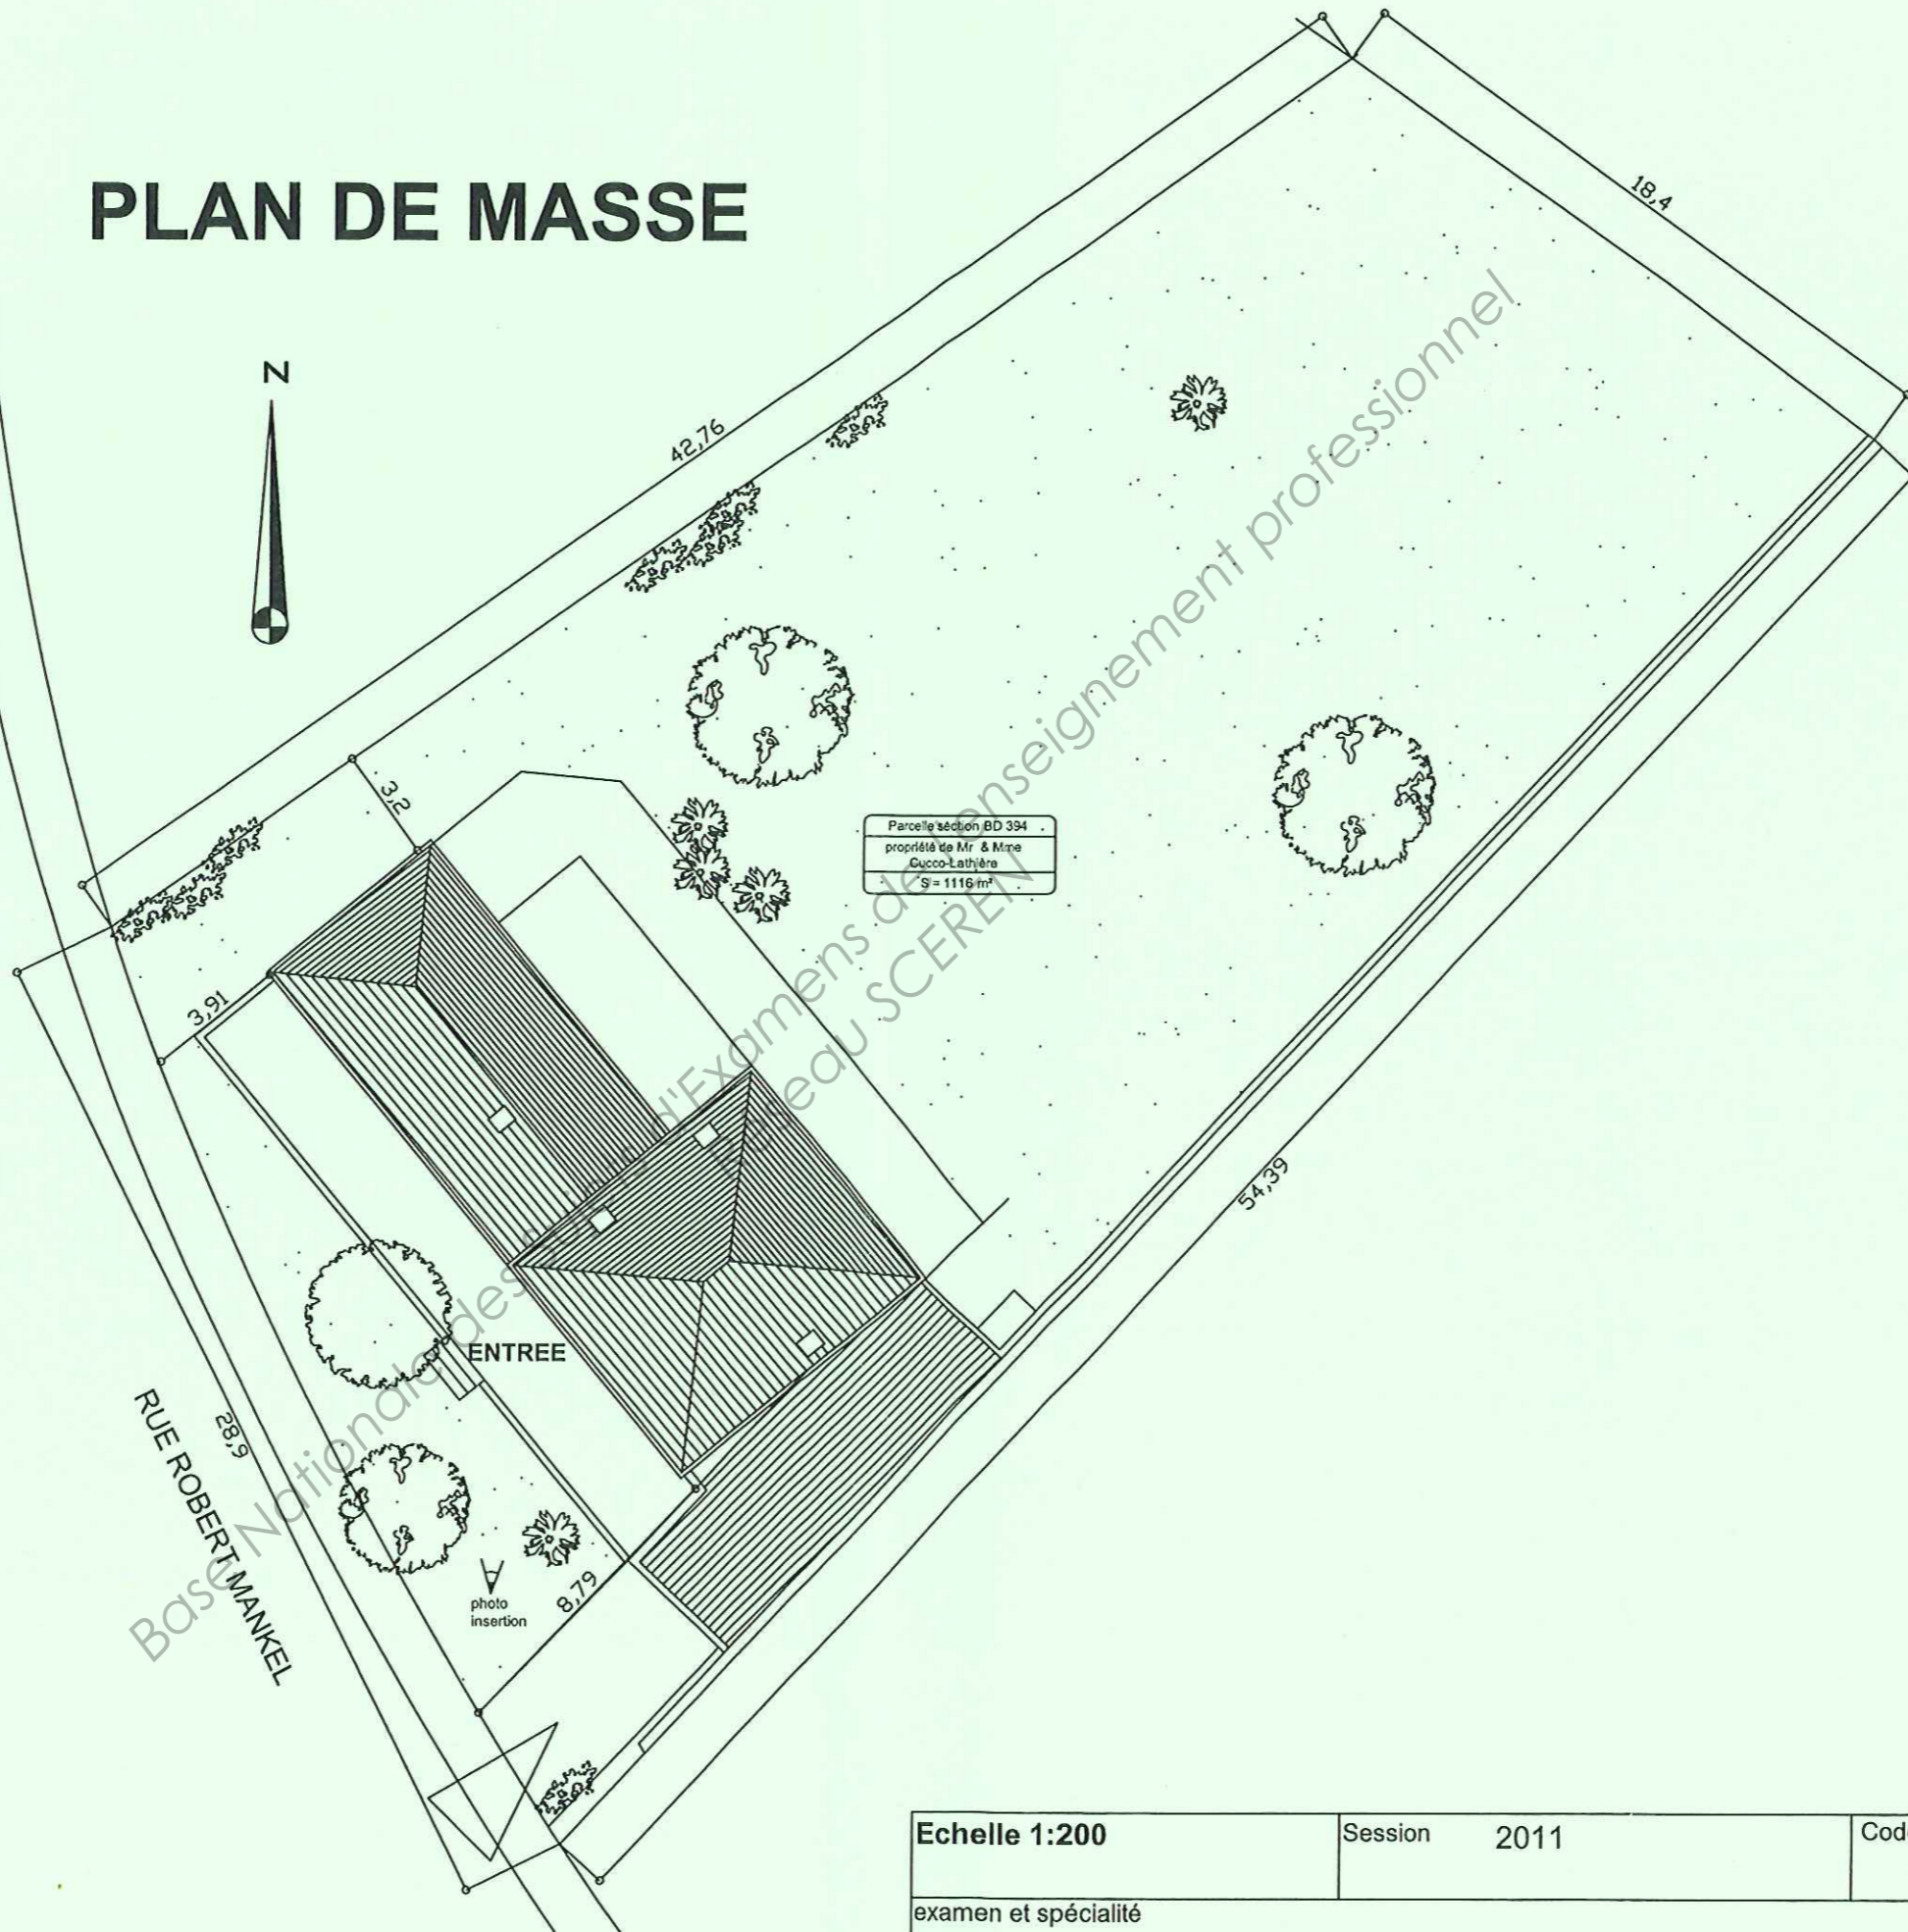 PLAN DE MASSE
N
18,4
42,76
3,2
Parcelle section BD 394
propriété de Mr & Mme
Cucco-Lathière
S = 1116 m²
3,91
54,39
ENTREE
28,9
RUE ROBERT MANKEL
8,79
photo
insertion
Base Nationale des Sujets d'Examens de l'enseignement professionnel
Réseau SCEREN
Echelle 1:200
Session 2011
examen et spécialité